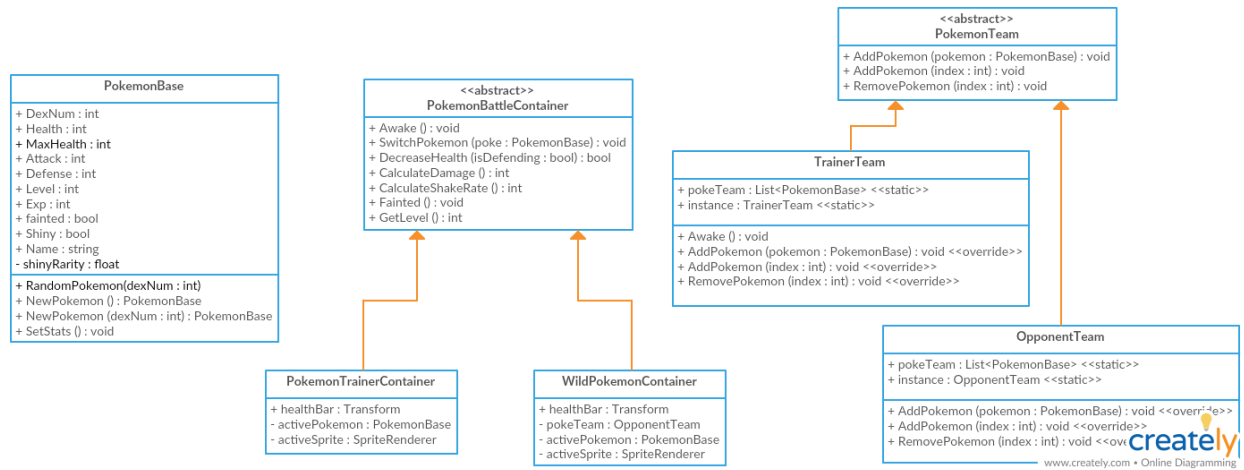 PokemonBase
+ DexNum : int
+ Health : int
+ MaxHealth : int
+ Attack : int
+ Defense : int
+ Level : int
+ Exp : int
+ fainted : bool
+ Shiny : bool
+ Name : string
- shinyRarity : float
+ RandomPokemon(dexNum : int)
+ NewPokemon () : PokemonBase
+ NewPokemon (dexNum : int) : PokemonBase
+ SetStats () : void
<<abstract>>
PokemonBattleContainer
+ Awake () : void
+ SwitchPokemon (poke : PokemonBase) : void
+ DecreaseHealth (isDefending : bool) : bool
+ CalculateDamage () : int
+ CalculateShakeRate () : int
+ Fainted () : void
+ GetLevel () : int
PokemonTrainerContainer
+ healthBar : Transform
- activePokemon : PokemonBase
- activeSprite : SpriteRenderer
WildPokemonContainer
+ healthBar : Transform
- pokeTeam : OpponentTeam
- activePokemon : PokemonBase
- activeSprite : SpriteRenderer
<<abstract>>
PokemonTeam
+ AddPokemon (pokemon : PokemonBase) : void
+ AddPokemon (index : int) : void
+ RemovePokemon (index : int) : void
TrainerTeam
+ pokeTeam : List<PokemonBase> <<static>>
+ instance : TrainerTeam <<static>>
+ Awake () : void
+ AddPokemon (pokemon : PokemonBase) : void <<override>>
+ AddPokemon (index : int) : void <<override>>
+ RemovePokemon (index : int) : void <<override>>
OpponentTeam
+ pokeTeam : List<PokemonBase> <<static>>
+ instance : OpponentTeam <<static>>
+ AddPokemon (pokemon : PokemonBase) : void <<override>>
+ AddPokemon (index : int) : void <<override>>
+ RemovePokemon (index : int) : void
creately
www.creately.com • Online Diagramming